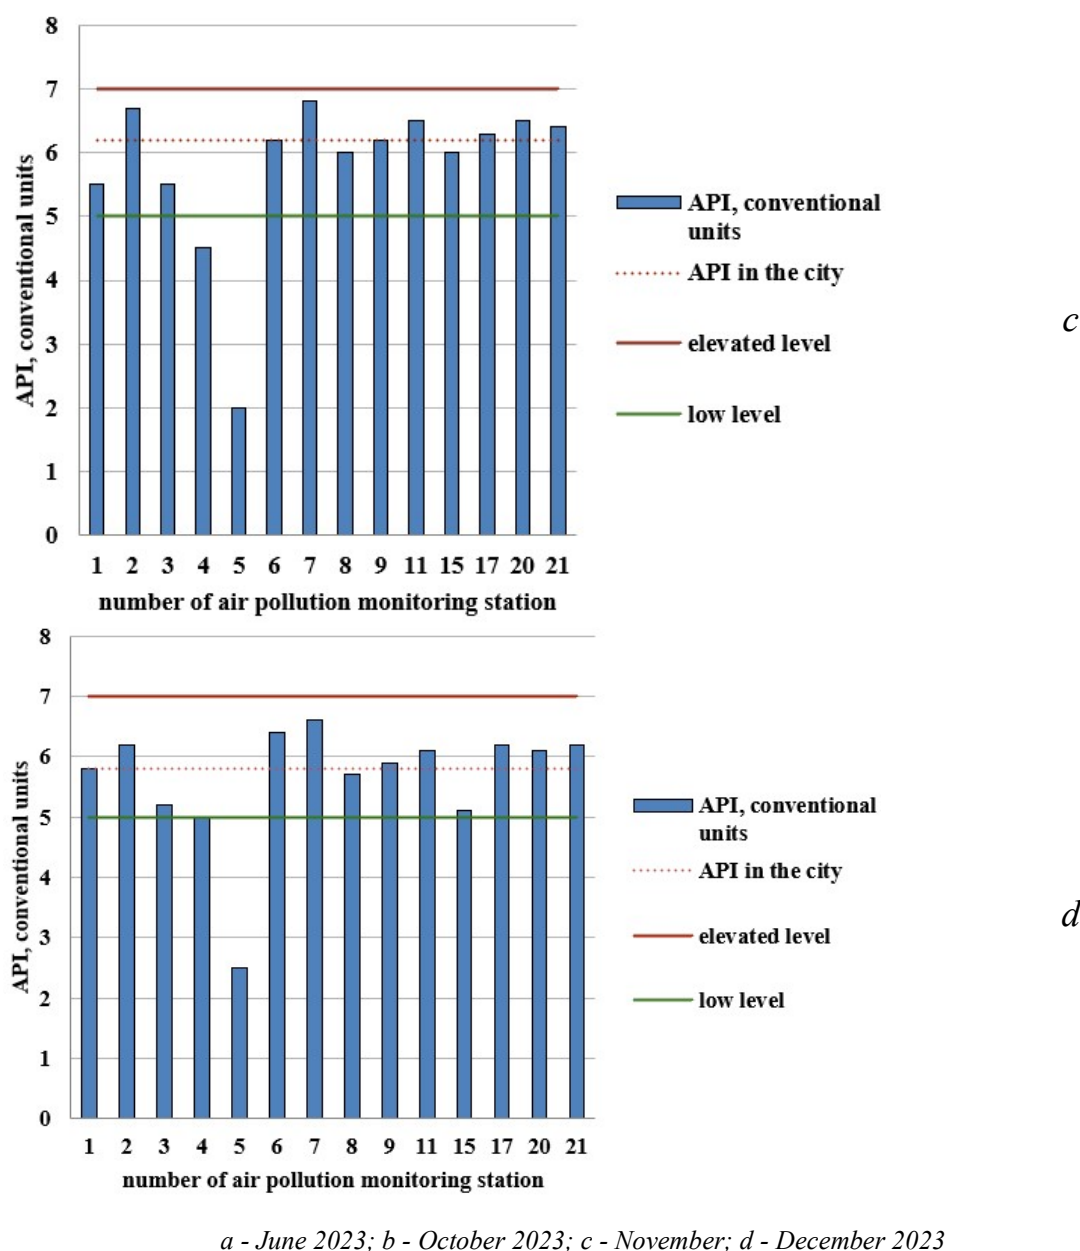 8
7
6
5
4
3
2
1
0
API, conventional units
1 2 3 4 5 6 7 8 9 11 15 17 20 21
number of air pollution monitoring station
API, conventional
units
API in the city
elevated level
low level
c
8
7
6
5
4
3
2
1
0
API, conventional units
1 2 3 4 5 6 7 8 9 11 15 17 20 21
number of air pollution monitoring station
API, conventional
units
API in the city
elevated level
low level
d
a - June 2023; b - October 2023; c - November; d - December 2023